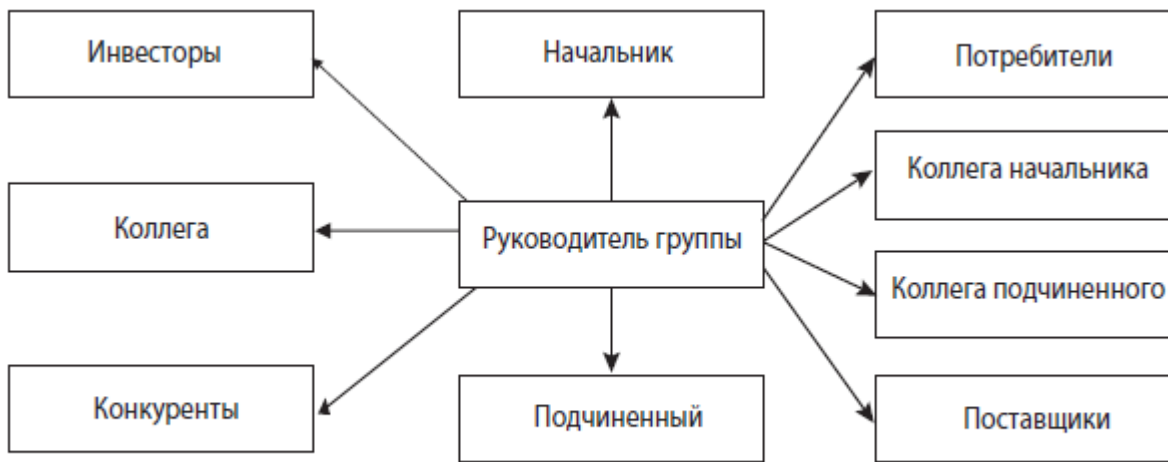 Инвесторы
Начальник
Потребители
Коллега начальника
Коллега
Руководитель группы
Коллега подчиненного
Конкуренты
Подчиненный
Поставщики